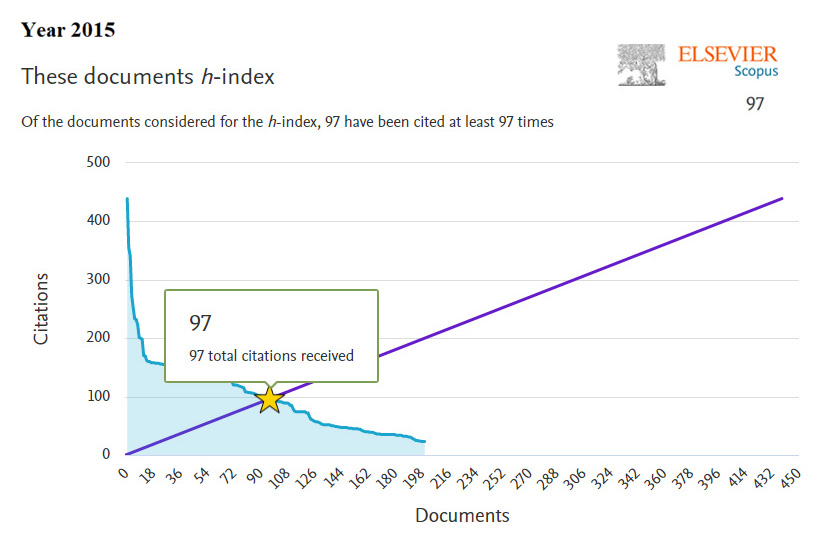 Year 2015
ELSEVIER
Scopus
These documents h-index
97
Of the documents considered for the h-index, 97 have been cited at least 97 times
500
400
300
200
100
0
Citations
97
97 total citations received
0 18 36 54 72 90 108 126 144 162 180 198 216 234 252 270 288 306 324 342 360 378 396 414 432 450
Documents